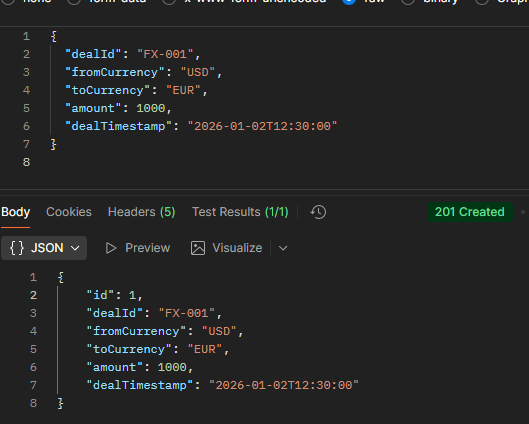 none form-data x-www-form-urlencoded raw binary
1 {
2 "dealId": "FX-001",
3 "fromCurrency": "USD",
4 "toCurrency": "EUR",
5 "amount": 1000,
6 "dealTimestamp": "2026-01-02T12:30:00"
7 }
8
Body Cookies Headers (5) Test Results (1/1) 201 Created
{} JSON Preview Visualize
1 {
2 "id": 1,
3 "dealId": "FX-001",
4 "fromCurrency": "USD",
5 "toCurrency": "EUR",
6 "amount": 1000,
7 "dealTimestamp": "2026-01-02T12:30:00"
8 }